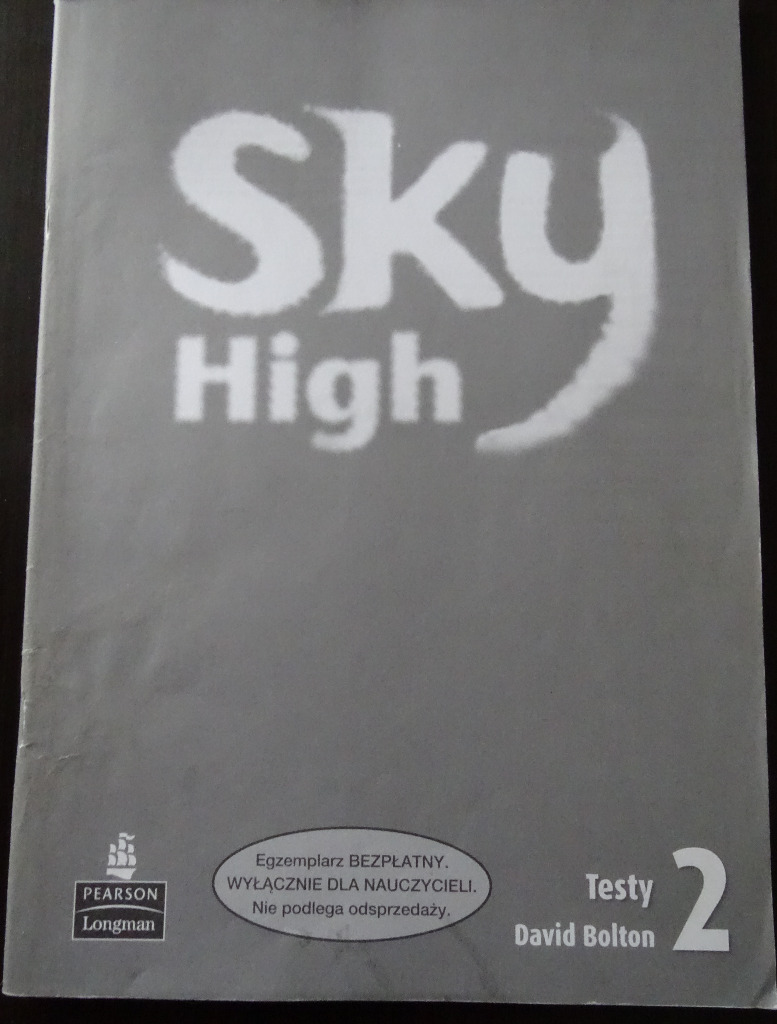 Sky
High
PEARSON
Longman
Egzemplarz BEZPŁATNY.
WYŁĄCZNIE DLA NAUCZYCIELI.
Nie podlega odsprzedaży.
Testy 2
David Bolton